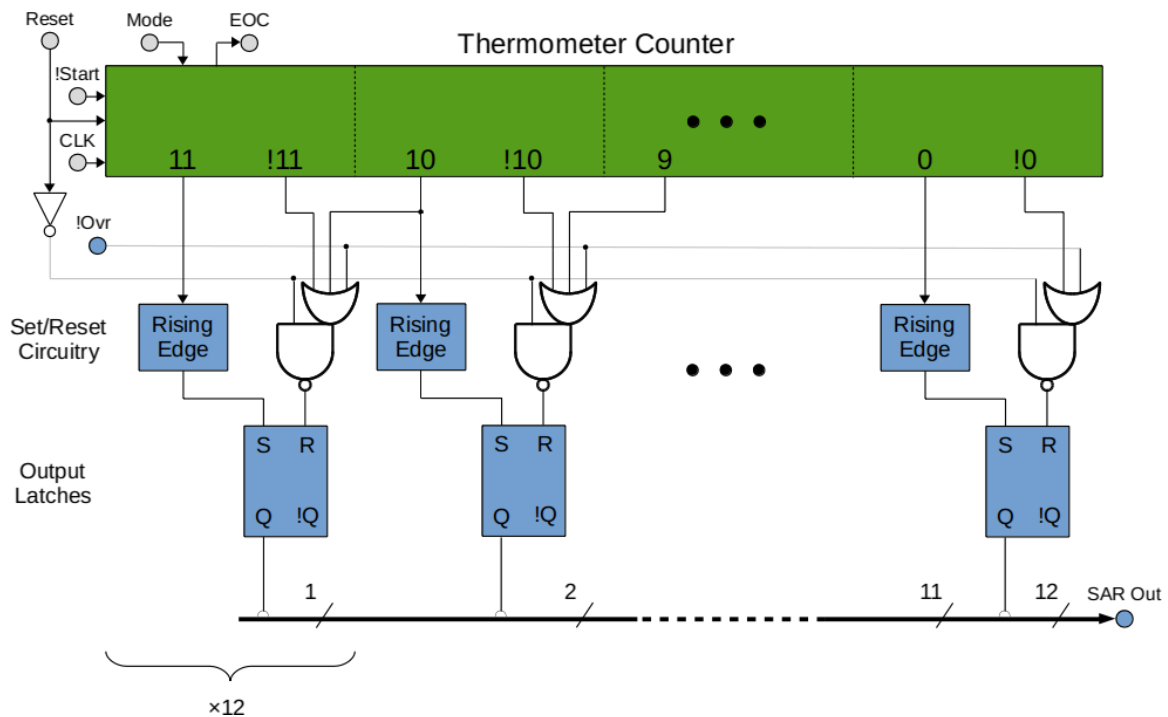 Reset
Mode
EOC
Thermometer Counter
!Start
CLK
11
!11
10
!10
9
0
!0
!Ovr
Set/Reset
Circuitry
Rising
Edge
Rising
Edge
Rising
Edge
S R
S R
S R
Output
Latches
Q !Q
Q !Q
Q !Q
1
2
11
12
SAR Out
×12